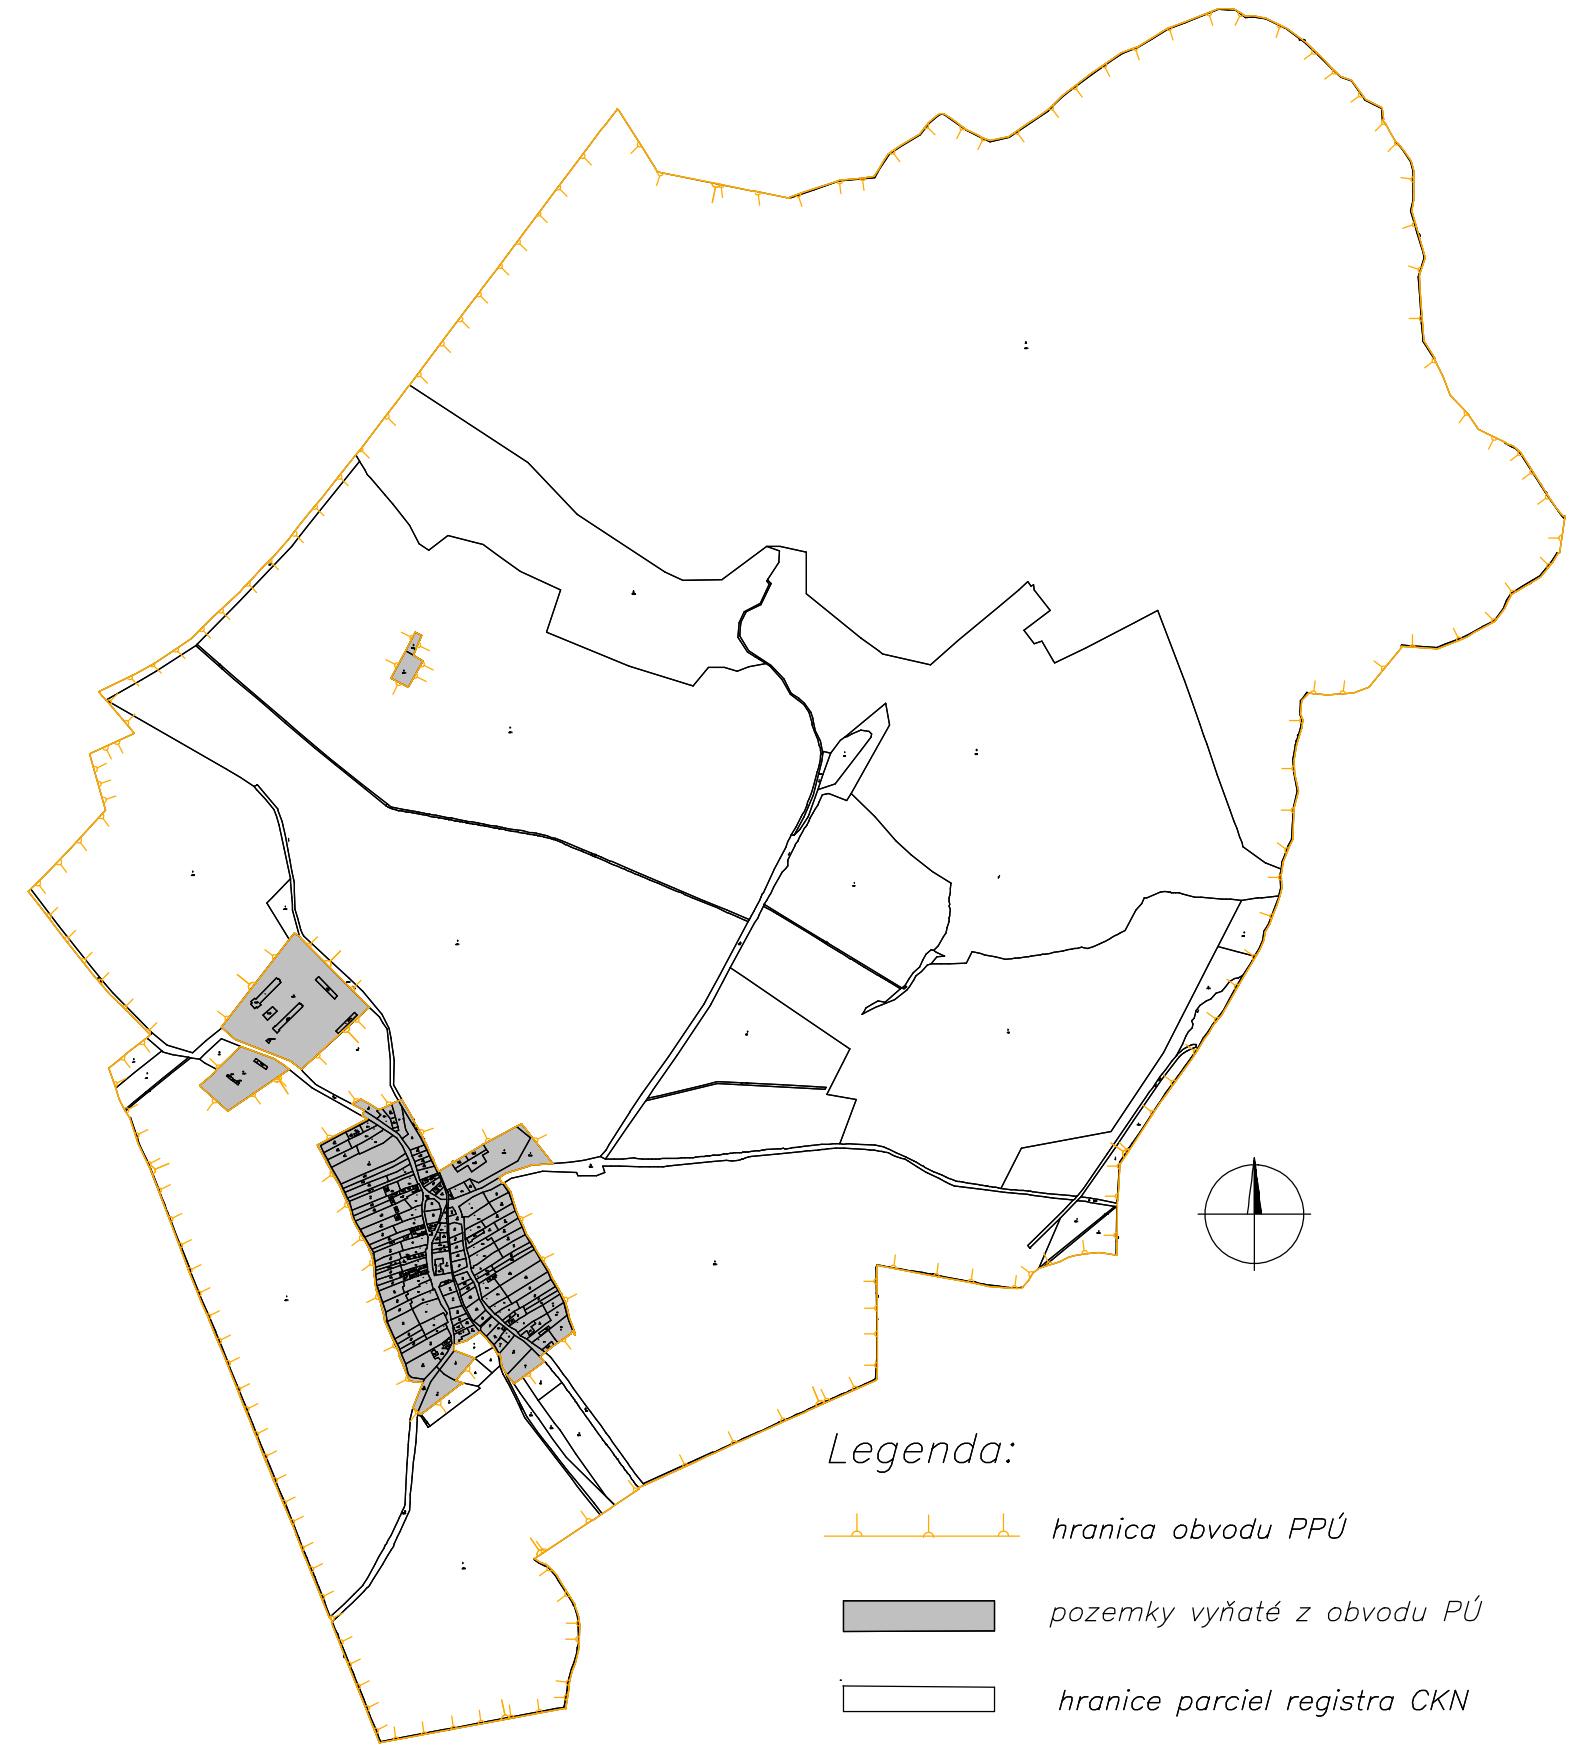 Legenda:
hranica obvodu PPÚ
pozemky vyňaté z obvodu PÚ
hranice parciel registra CKN